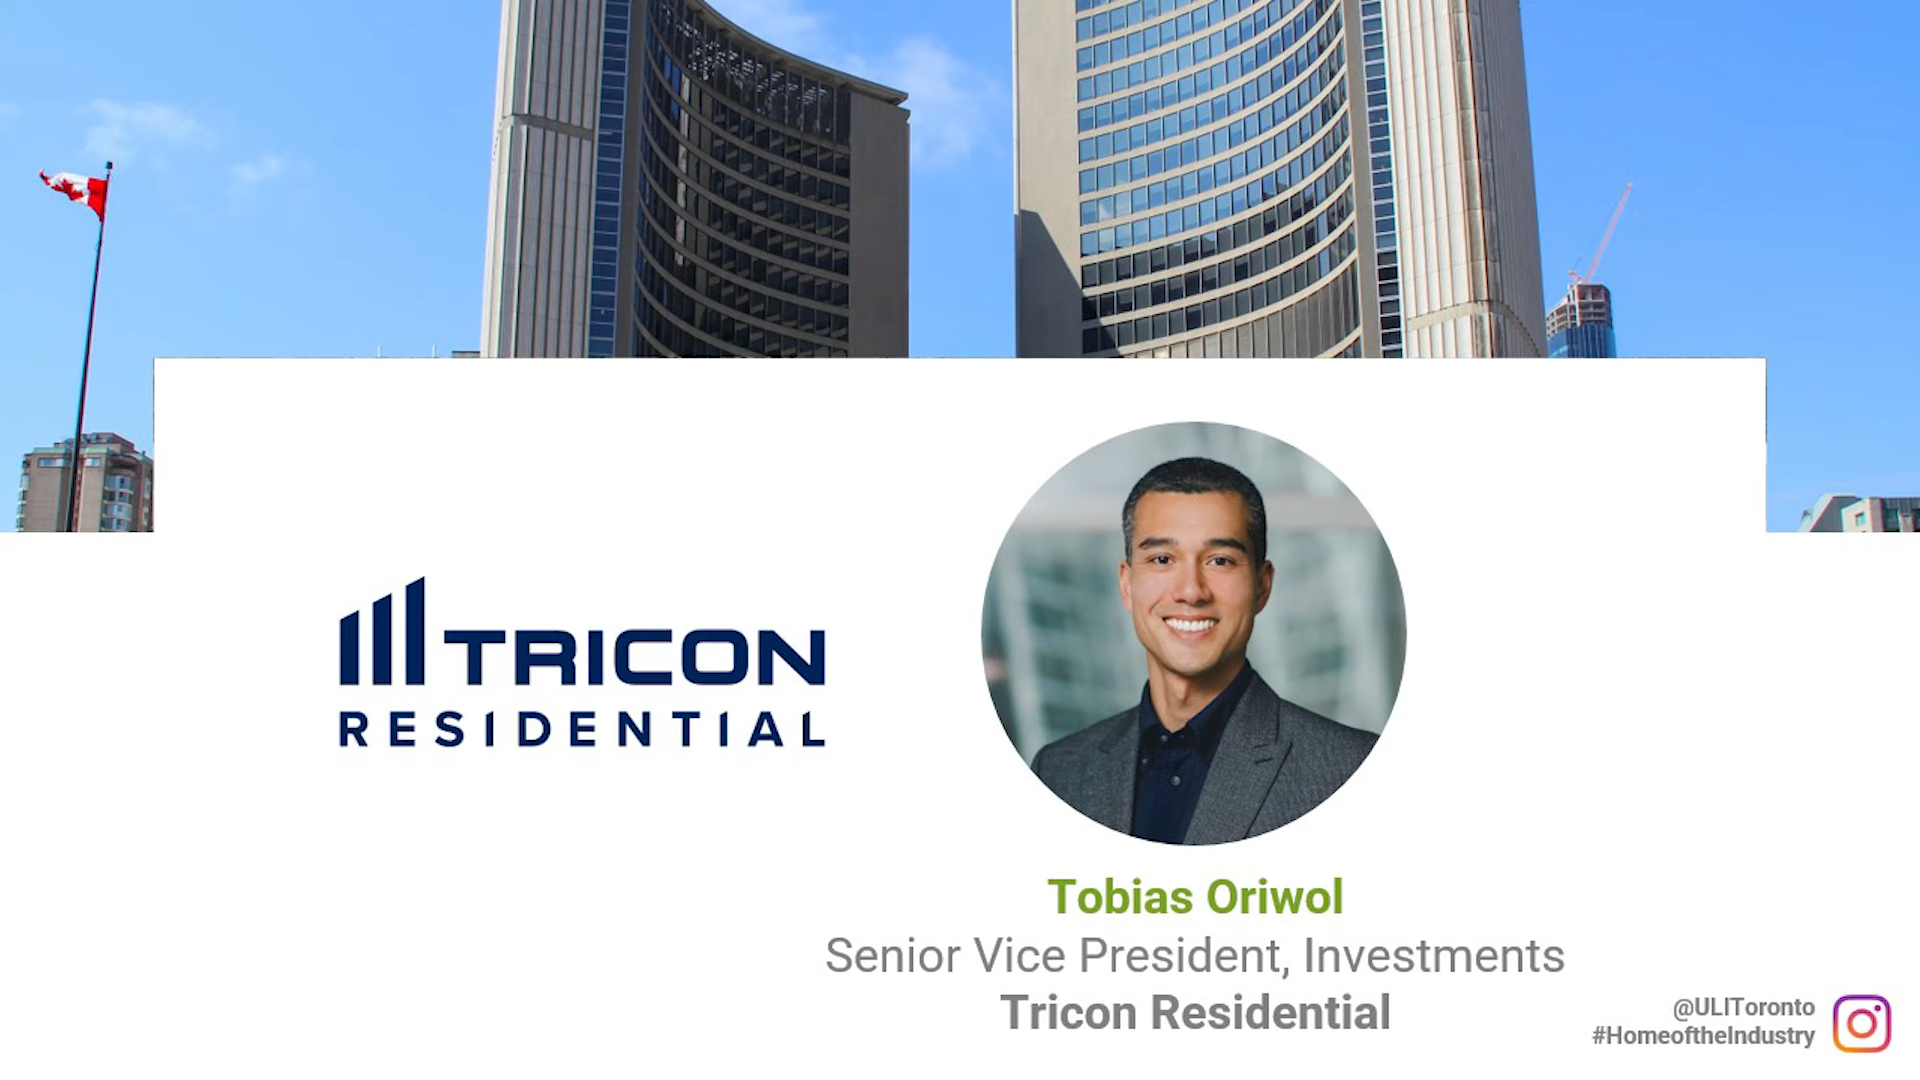 TRICON
RESIDENTIAL
Tobias Oriwol
Senior Vice President, Investments
Tricon Residential
@ULIToronto
#HomeoftheIndustry